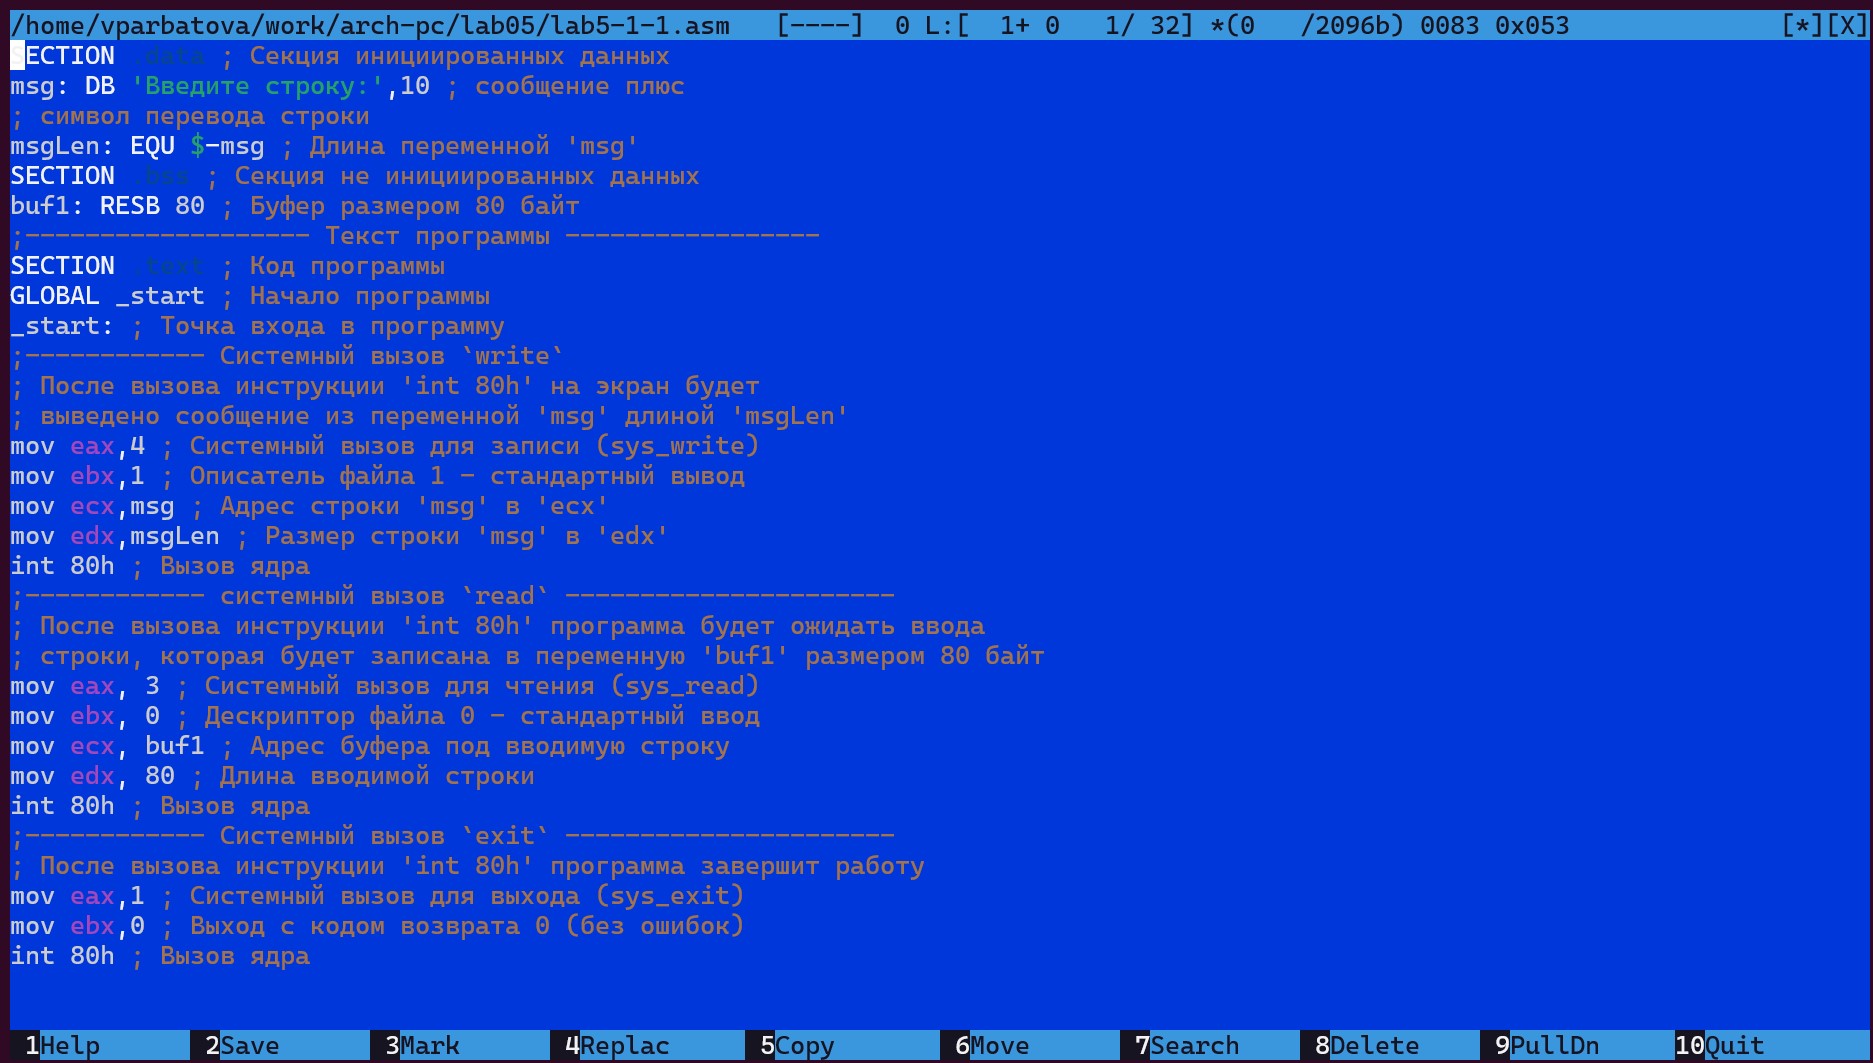 /home/vparbatova/work/arch-pc/lab05/lab5-1-1.asm   [----]  0 L:[  1+ 0   1/ 32] *(0   /2096b) 0083 0x053   [*][X]
SECTION .data ; Секция инициированных данных
msg: DB 'Введите строку:',10 ; сообщение плюс
; символ перевода строки
msgLen: EQU $-msg ; Длина переменной 'msg'
SECTION .bss ; Секция не инициированных данных
buf1: RESB 80 ; Буфер размером 80 байт
;------------------- Текст программы -----------------
SECTION .text ; Код программы
GLOBAL _start ; Начало программы
_start: ; Точка входа в программу
;------------ Системный вызов `write`
; После вызова инструкции 'int 80h' на экран будет
; выведено сообщение из переменной 'msg' длиной 'msgLen'
mov eax,4 ; Системный вызов для записи (sys_write)
mov ebx,1 ; Описатель файла 1 - стандартный вывод
mov ecx,msg ; Адрес строки 'msg' в 'ecx'
mov edx,msgLen ; Размер строки 'msg' в 'edx'
int 80h ; Вызов ядра
;------------ системный вызов `read` ----------------------
; После вызова инструкции 'int 80h' программа будет ожидать ввода
; строки, которая будет записана в переменную 'buf1' размером 80 байт
mov eax, 3 ; Системный вызов для чтения (sys_read)
mov ebx, 0 ; Дескриптор файла 0 - стандартный ввод
mov ecx, buf1 ; Адрес буфера под вводимую строку
mov edx, 80 ; Длина вводимой строки
int 80h ; Вызов ядра
;------------ Системный вызов `exit` ----------------------
; После вызова инструкции 'int 80h' программа завершит работу
mov eax,1 ; Системный вызов для выхода (sys_exit)
mov ebx,0 ; Выход с кодом возврата 0 (без ошибок)
int 80h ; Вызов ядра
1Help 2Save 3Mark 4Replac 5Copy 6Move 7Search 8Delete 9PullDn 10Quit